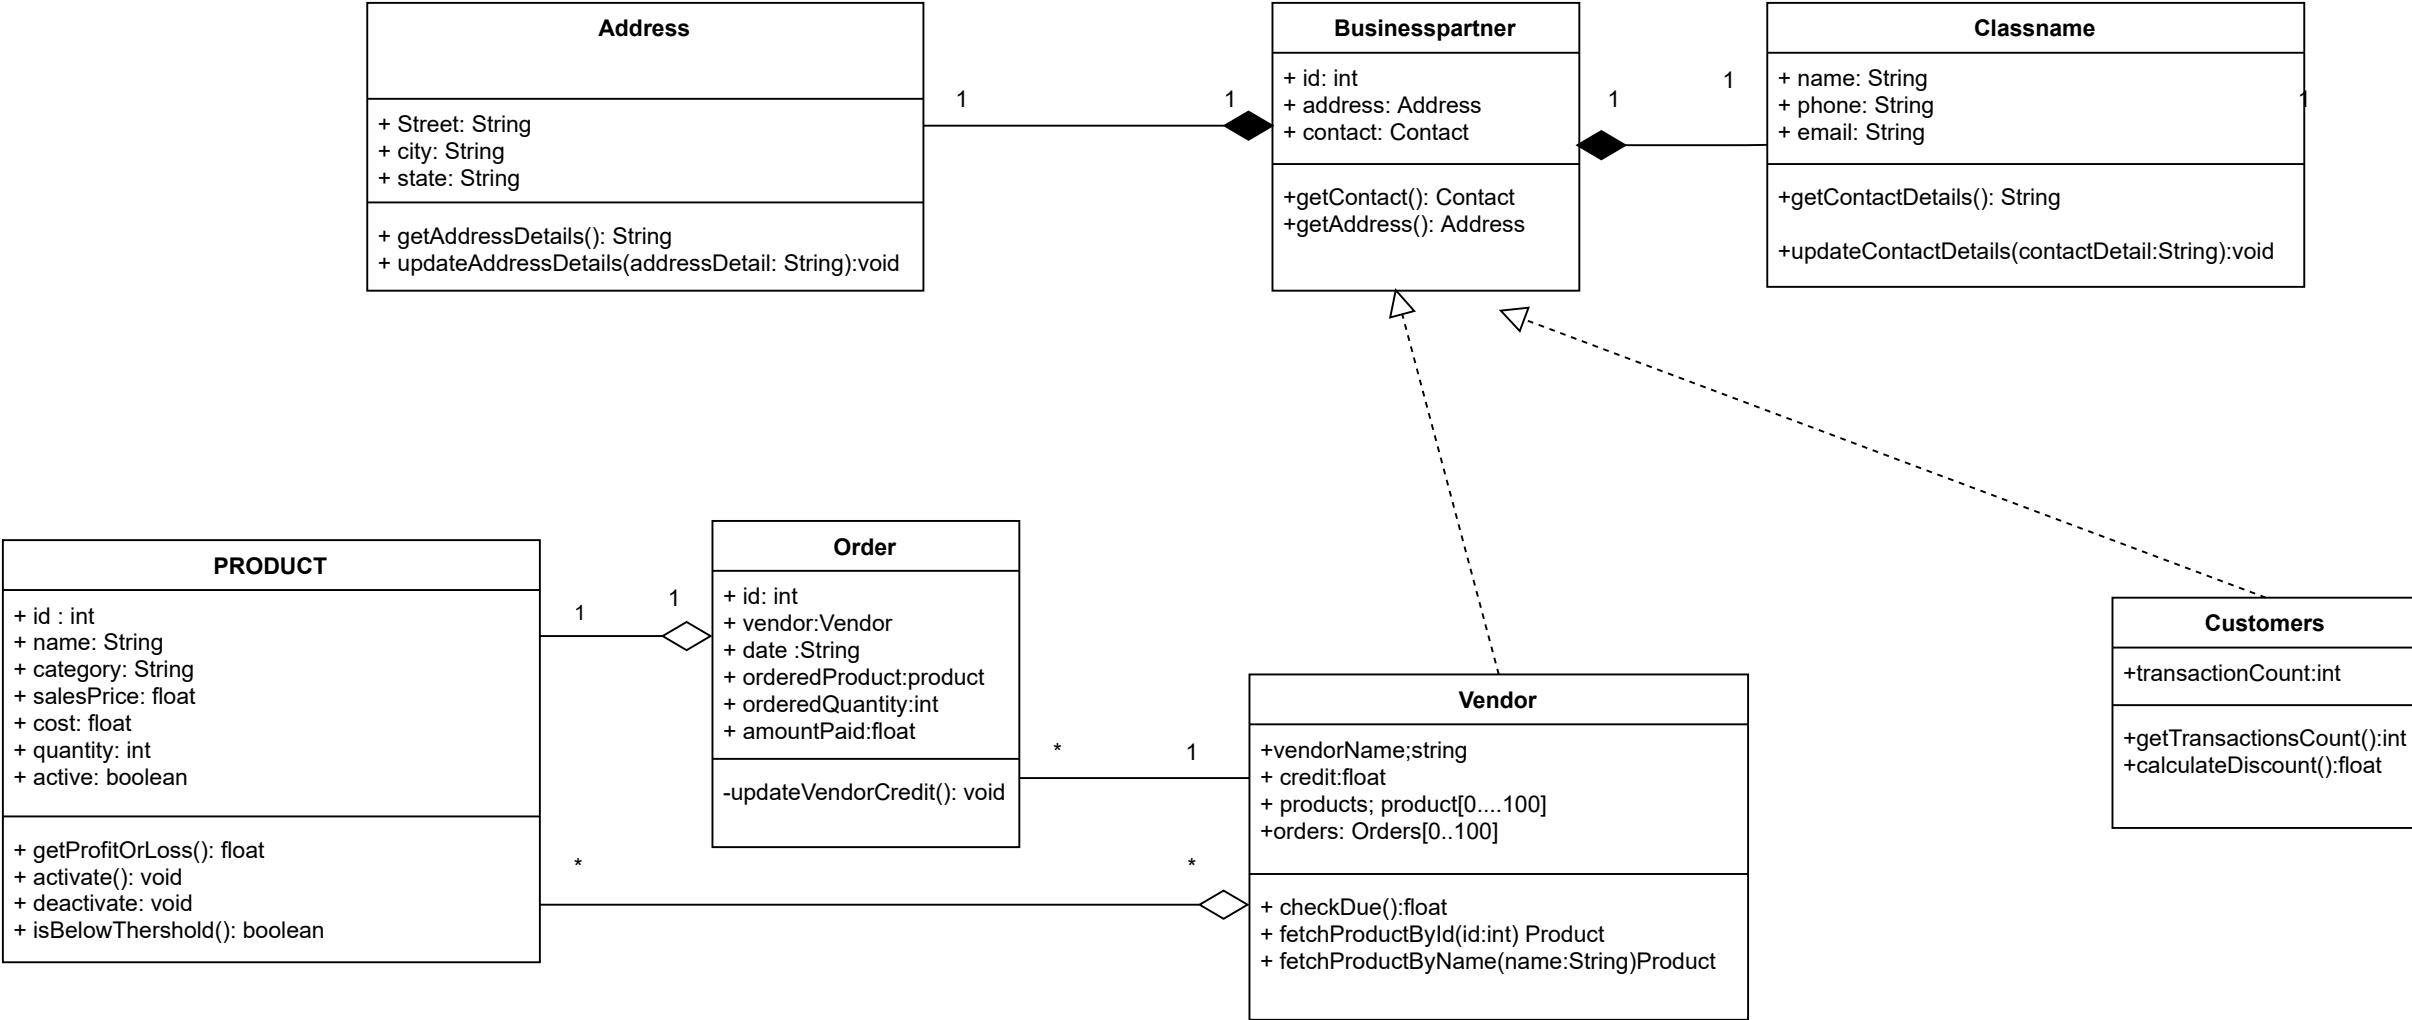 Address
+ Street: String
+ city: String
+ state: String
+ getAddressDetails(): String
+ updateAddressDetails(addressDetail: String):void
1
1
Businesspartner
+ id: int
+ address: Address
+ contact: Contact
+getContact(): Contact
+getAddress(): Address
1
1
Classname
+ name: String
+ phone: String
+ email: String
1
+getContactDetails(): String
+updateContactDetails(contactDetail:String):void
PRODUCT
+ id : int
+ name: String
+ category: String
+ salesPrice: float
+ cost: float
+ quantity: int
+ active: boolean
+ getProfitOrLoss(): float
+ activate(): void
+ deactivate: void
+ isBelowThershold(): boolean
1
1
Order
+ id: int
+ vendor:Vendor
+ date :String
+ orderedProduct:product
+ orderedQuantity:int
+ amountPaid:float
-updateVendorCredit(): void
*
1
*
*
Vendor
+vendorName;string
+ credit:float
+ products; product[0....100]
+orders: Orders[0..100]
+ checkDue():float
+ fetchProductById(id:int) Product
+ fetchProductByName(name:String)Product
Customers
+transactionCount:int
+getTransactionsCount():int
+calculateDiscount():float